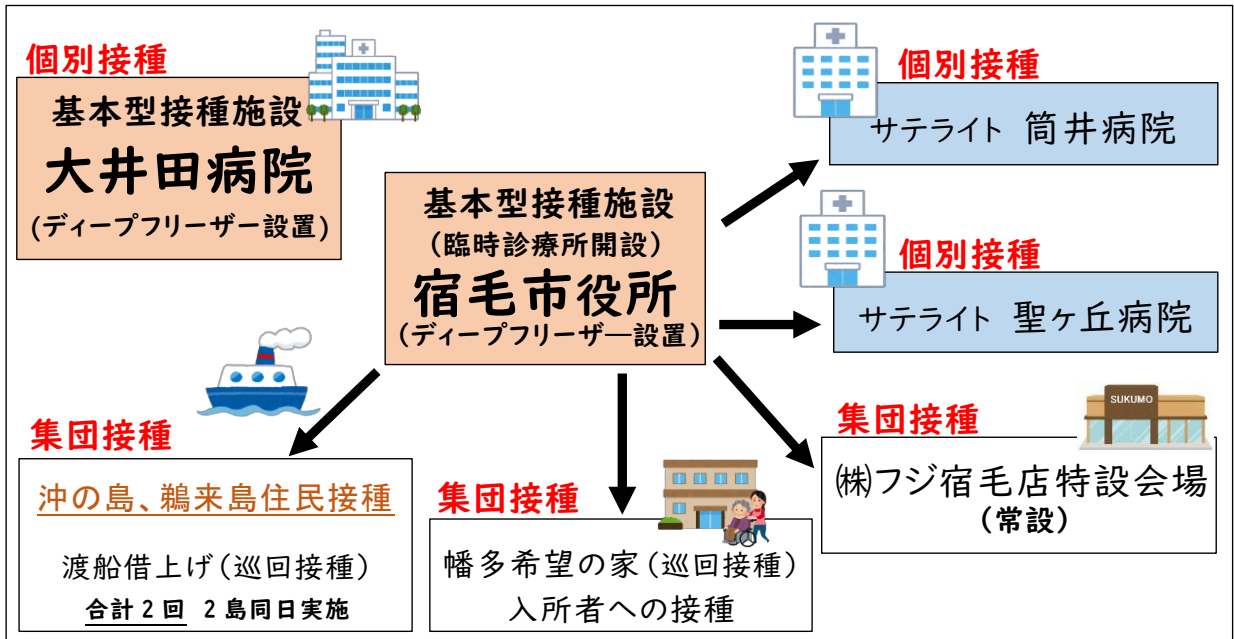 個別接種
基本型接種施設
大井田病院
(ディープフリーザー設置)
基本型接種施設
(臨時診療所開設)
宿毛市役所
(ディープフリーザ―設置)
個別接種
サテライト 筒井病院
個別接種
サテライト 聖ヶ丘病院
集団接種
SUKUMO
㈱フジ宿毛店特設会場
(常設)
集団接種
幡多希望の家(巡回接種)
入所者への接種
集団接種
沖の島、鵜来島住民接種
渡船借上げ(巡回接種)
合計2回 2島同日実施